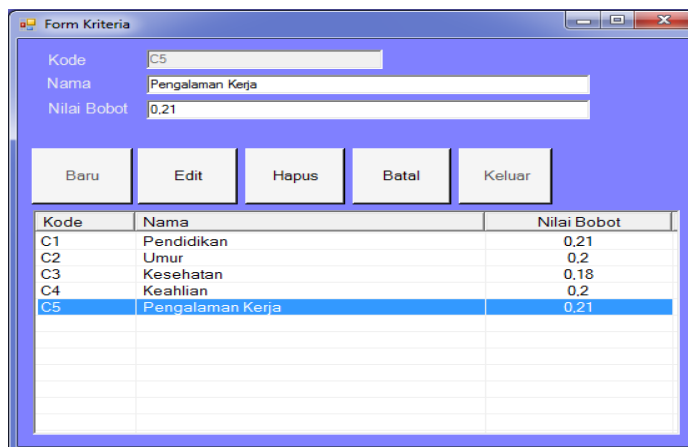 Form Kriteria
Kode C5
Nama Pengalaman Kerja
Nilai Bobot 0,21
Baru Edit Hapus Batal Keluar
Kode Nama Nilai Bobot
C1 Pendidikan 0,21
C2 Umur 0,2
C3 Kesehatan 0,18
C4 Keahlian 0,2
C5 Pengalaman Kerja 0,21